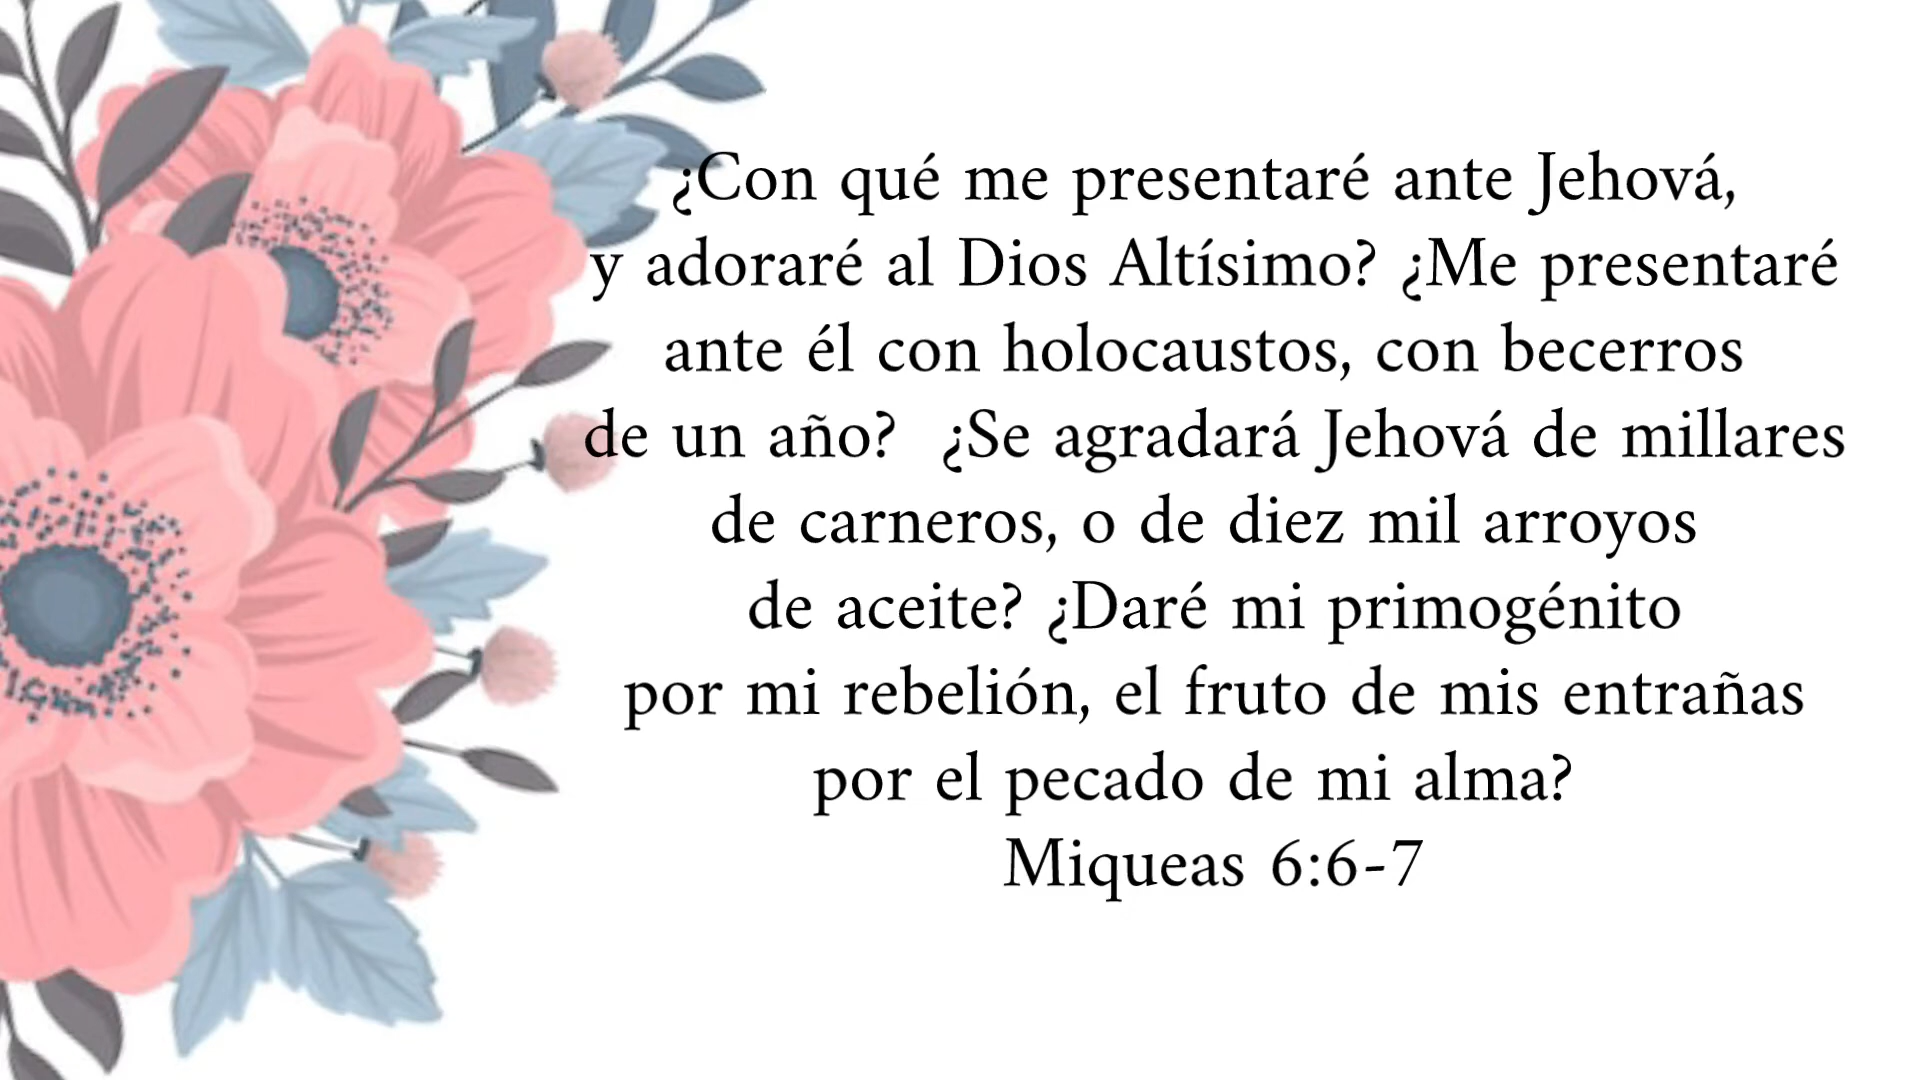 ¿Con qué me presentaré ante Jehová,
y adoraré al Dios Altísimo? ¿Me presentaré
ante él con holocaustos, con becerros
de un año?  ¿Se agradará Jehová de millares
de carneros, o de diez mil arroyos
de aceite? ¿Daré mi primogénito
por mi rebelión, el fruto de mis entrañas
por el pecado de mi alma?
Miqueas 6:6-7